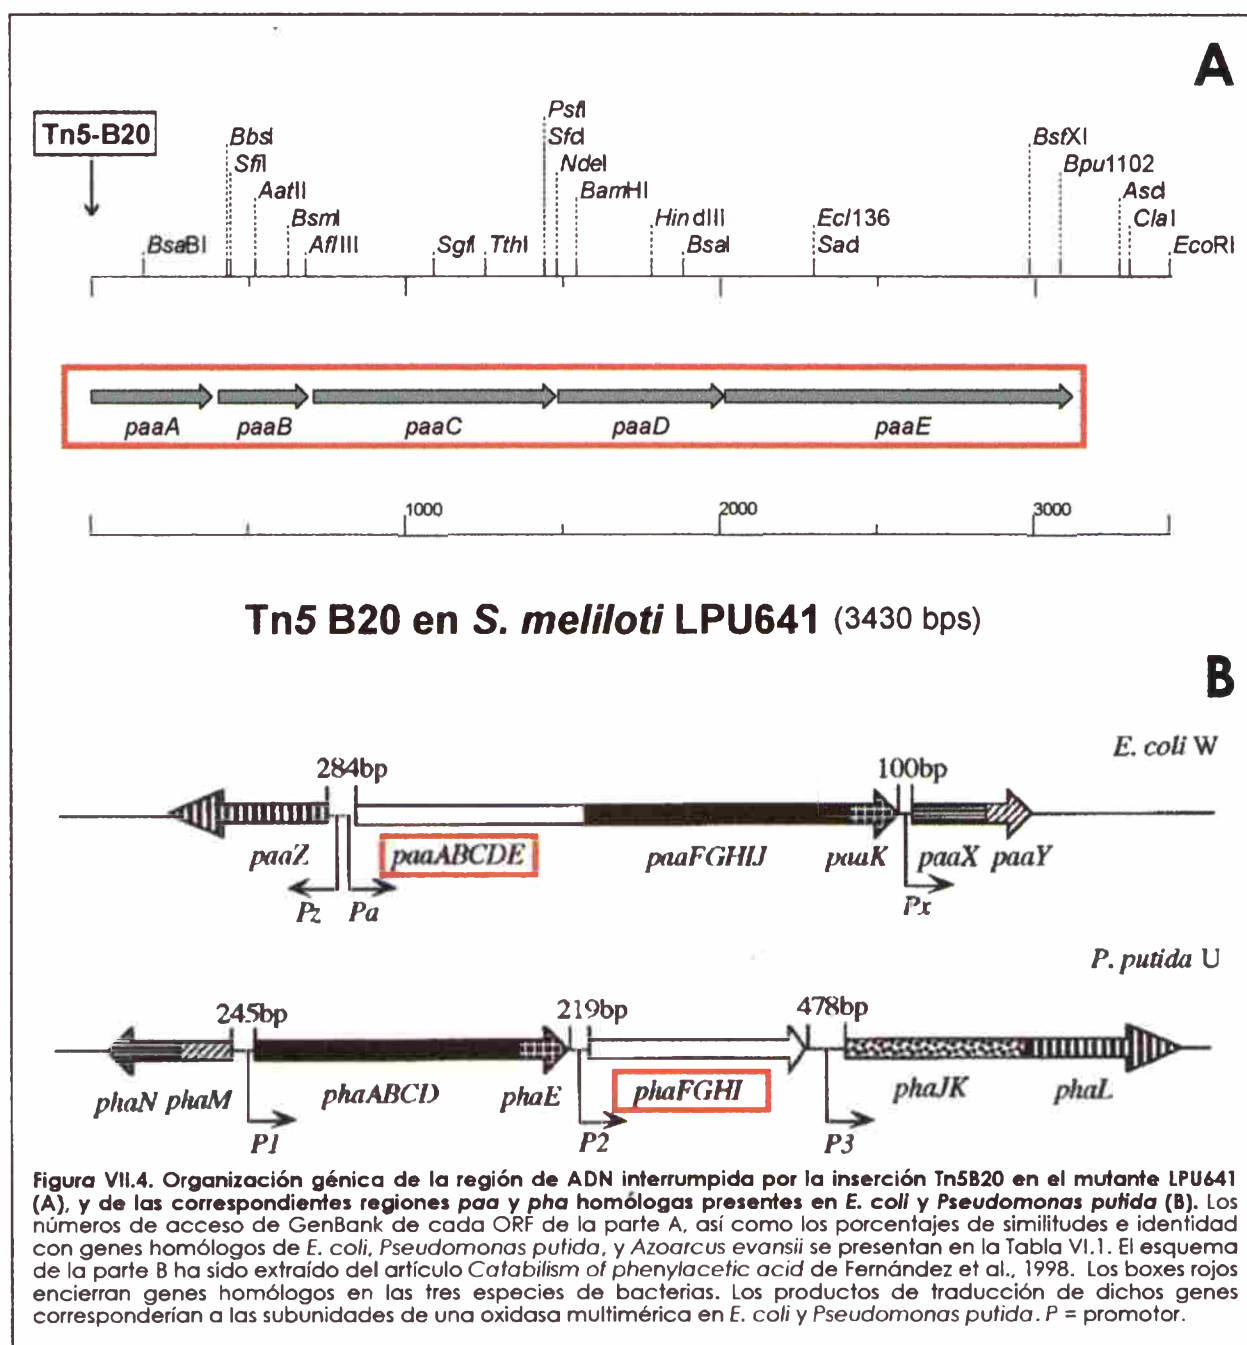 A
Tn5-B20
PstI
BbsI
SfcI
BstXI
SfiI
NdeI
Bpu1102
AatII
BamHI
AscI
BsmI
HindIII
Ecl136
ClaI
BsaBI
AflIII
SgfI
TthI
BsaI
SacI
EcoRI
paaA paaB paaC paaD paaE
1000 2000 3000
Tn5 B20 en S. meliloti LPU641 (3430 bps)
B
E. coli W
284bp 100bp
paaZ paaABCDE paaFGHIJ paaK paaX paaY
Pz Pa Px
P. putida U
245bp 219bp 478bp
phaN phaM phaABCD phaE phaFGHI phaJK phaL
P1 P2 P3
Figura VII.4. Organización génica de la región de ADN interrumpida por la inserción Tn5B20 en el mutante LPU641
(A), y de las correspondientes regiones paa y pha homólogas presentes en E. coli y Pseudomonas putida (B). Los
números de acceso de GenBank de cada ORF de la parte A, así como los porcentajes de similitudes e identidad
con genes homólogos de E. coli, Pseudomonas putida, y Azoarcus evansii se presentan en la Tabla VI.1. El esquema
de la parte B ha sido extraído del artículo Catabilism of phenylacetic acid de Fernández et al., 1998. Los boxes rojos
encierran genes homólogos en las tres especies de bacterias. Los productos de traducción de dichos genes
corresponderían a las subunidades de una oxidasa multimérica en E. coli y Pseudomonas putida. P = promotor.